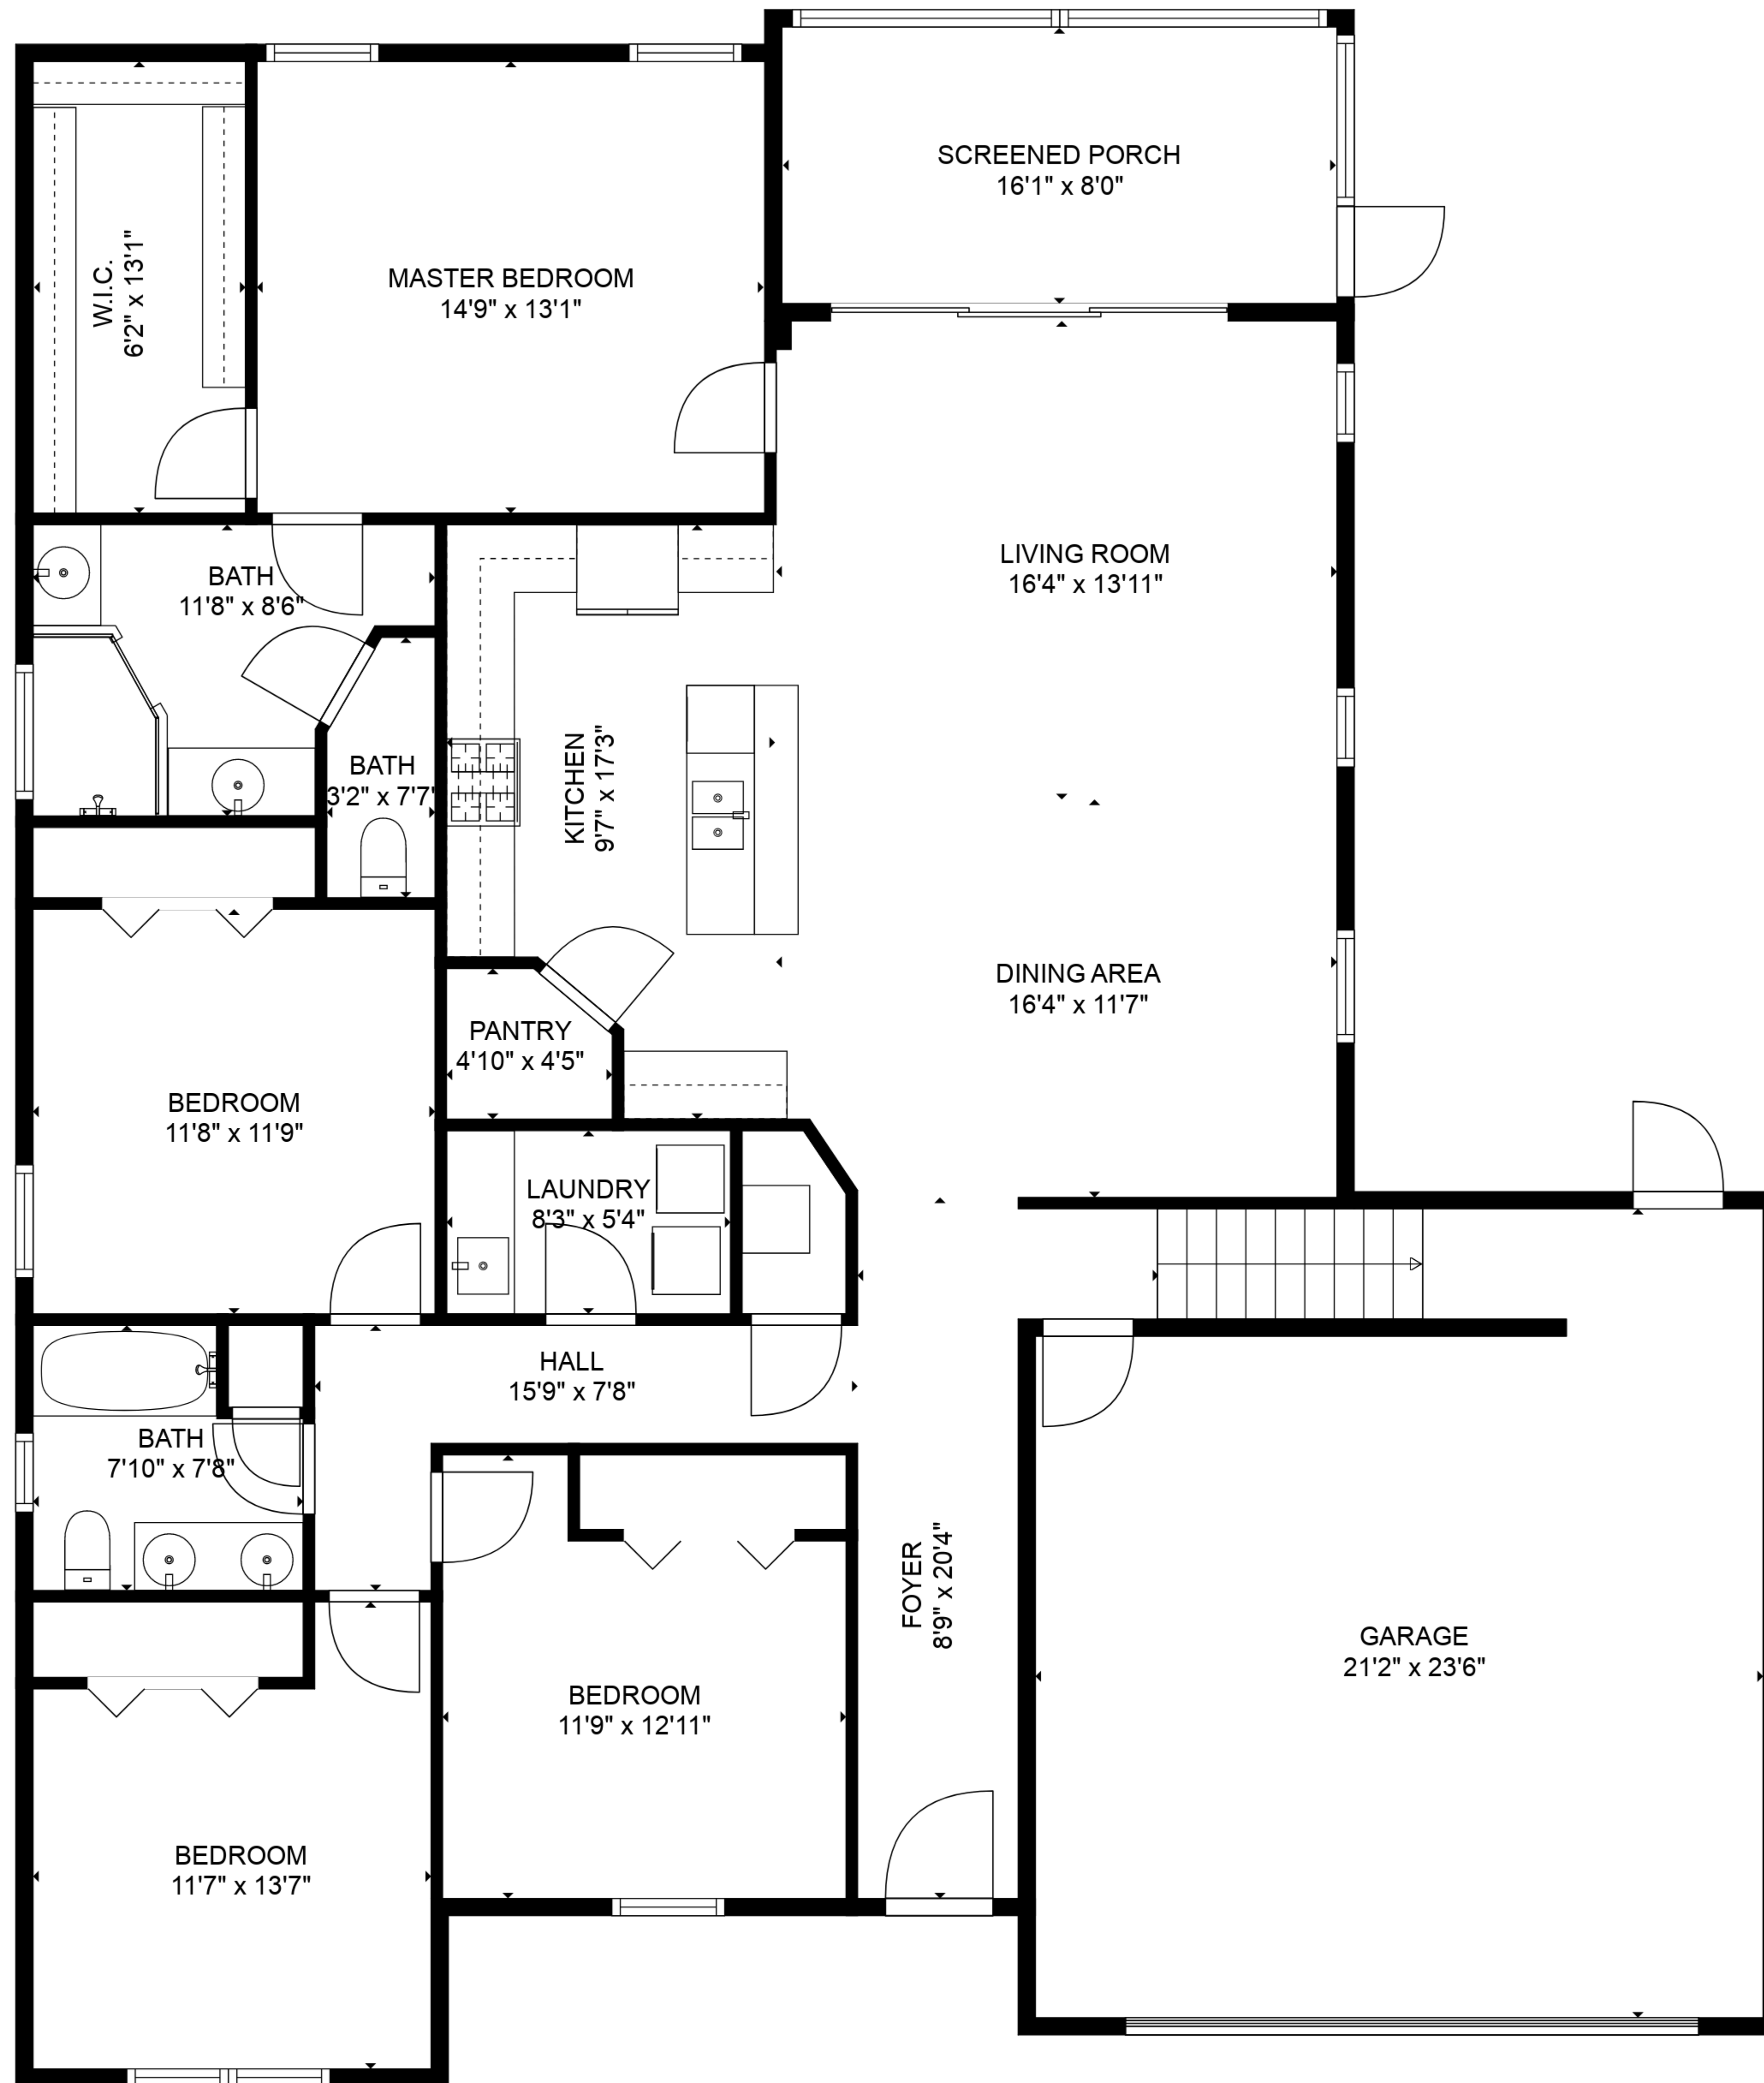 SCREENED PORCH
16'1" x 8'0"
W.I.C.
6'2" x 13'1"
MASTER BEDROOM
14'9" x 13'1"
LIVING ROOM
16'4" x 13'11"
BATH
11'8" x 8'6"
BATH
3'2" x 7'7"
KITCHEN
9'7" x 17'3"
DINING AREA
16'4" x 11'7"
PANTRY
4'10" x 4'5"
BEDROOM
11'8" x 11'9"
LAUNDRY
8'3" x 5'4"
HALL
15'9" x 7'8"
BATH
7'10" x 7'8"
FOYER
8'9" x 20'4"
GARAGE
21'2" x 23'6"
BEDROOM
11'9" x 12'11"
BEDROOM
11'7" x 13'7"